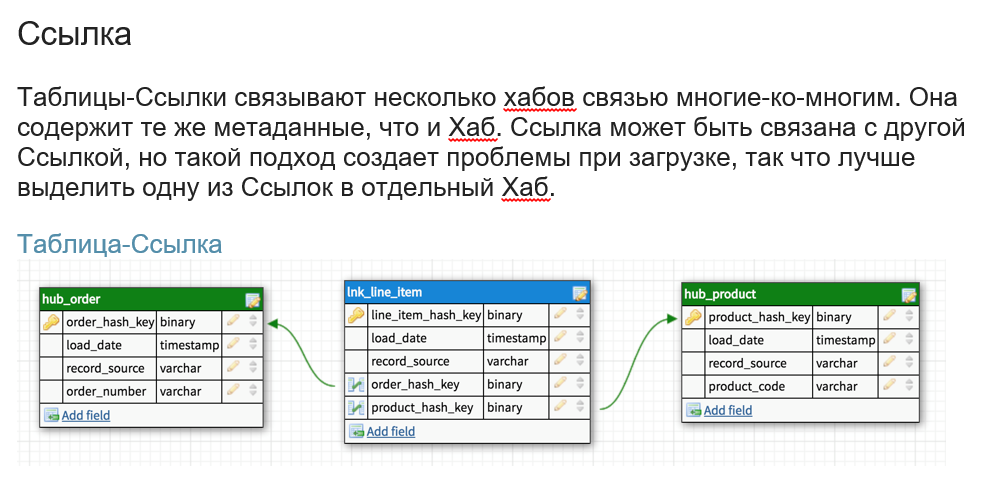 Ссылка
Таблицы-Ссылки связывают несколько хабов связью многие-ко-многим. Она
содержит те же метаданные, что и Хаб. Ссылка может быть связана с другой
Ссылкой, но такой подход создает проблемы при загрузке, так что лучше
выделить одну из Ссылок в отдельный Хаб.
Таблица-Ссылка
hub_order
order_hash_key binary
load_date timestamp
record_source varchar
order_number varchar
Add field
lnk_line_item
line_item_hash_key binary
load_date timestamp
record_source varchar
order_hash_key binary
product_hash_key binary
Add field
hub_product
product_hash_key binary
load_date timestamp
record_source varchar
product_code varchar
Add field